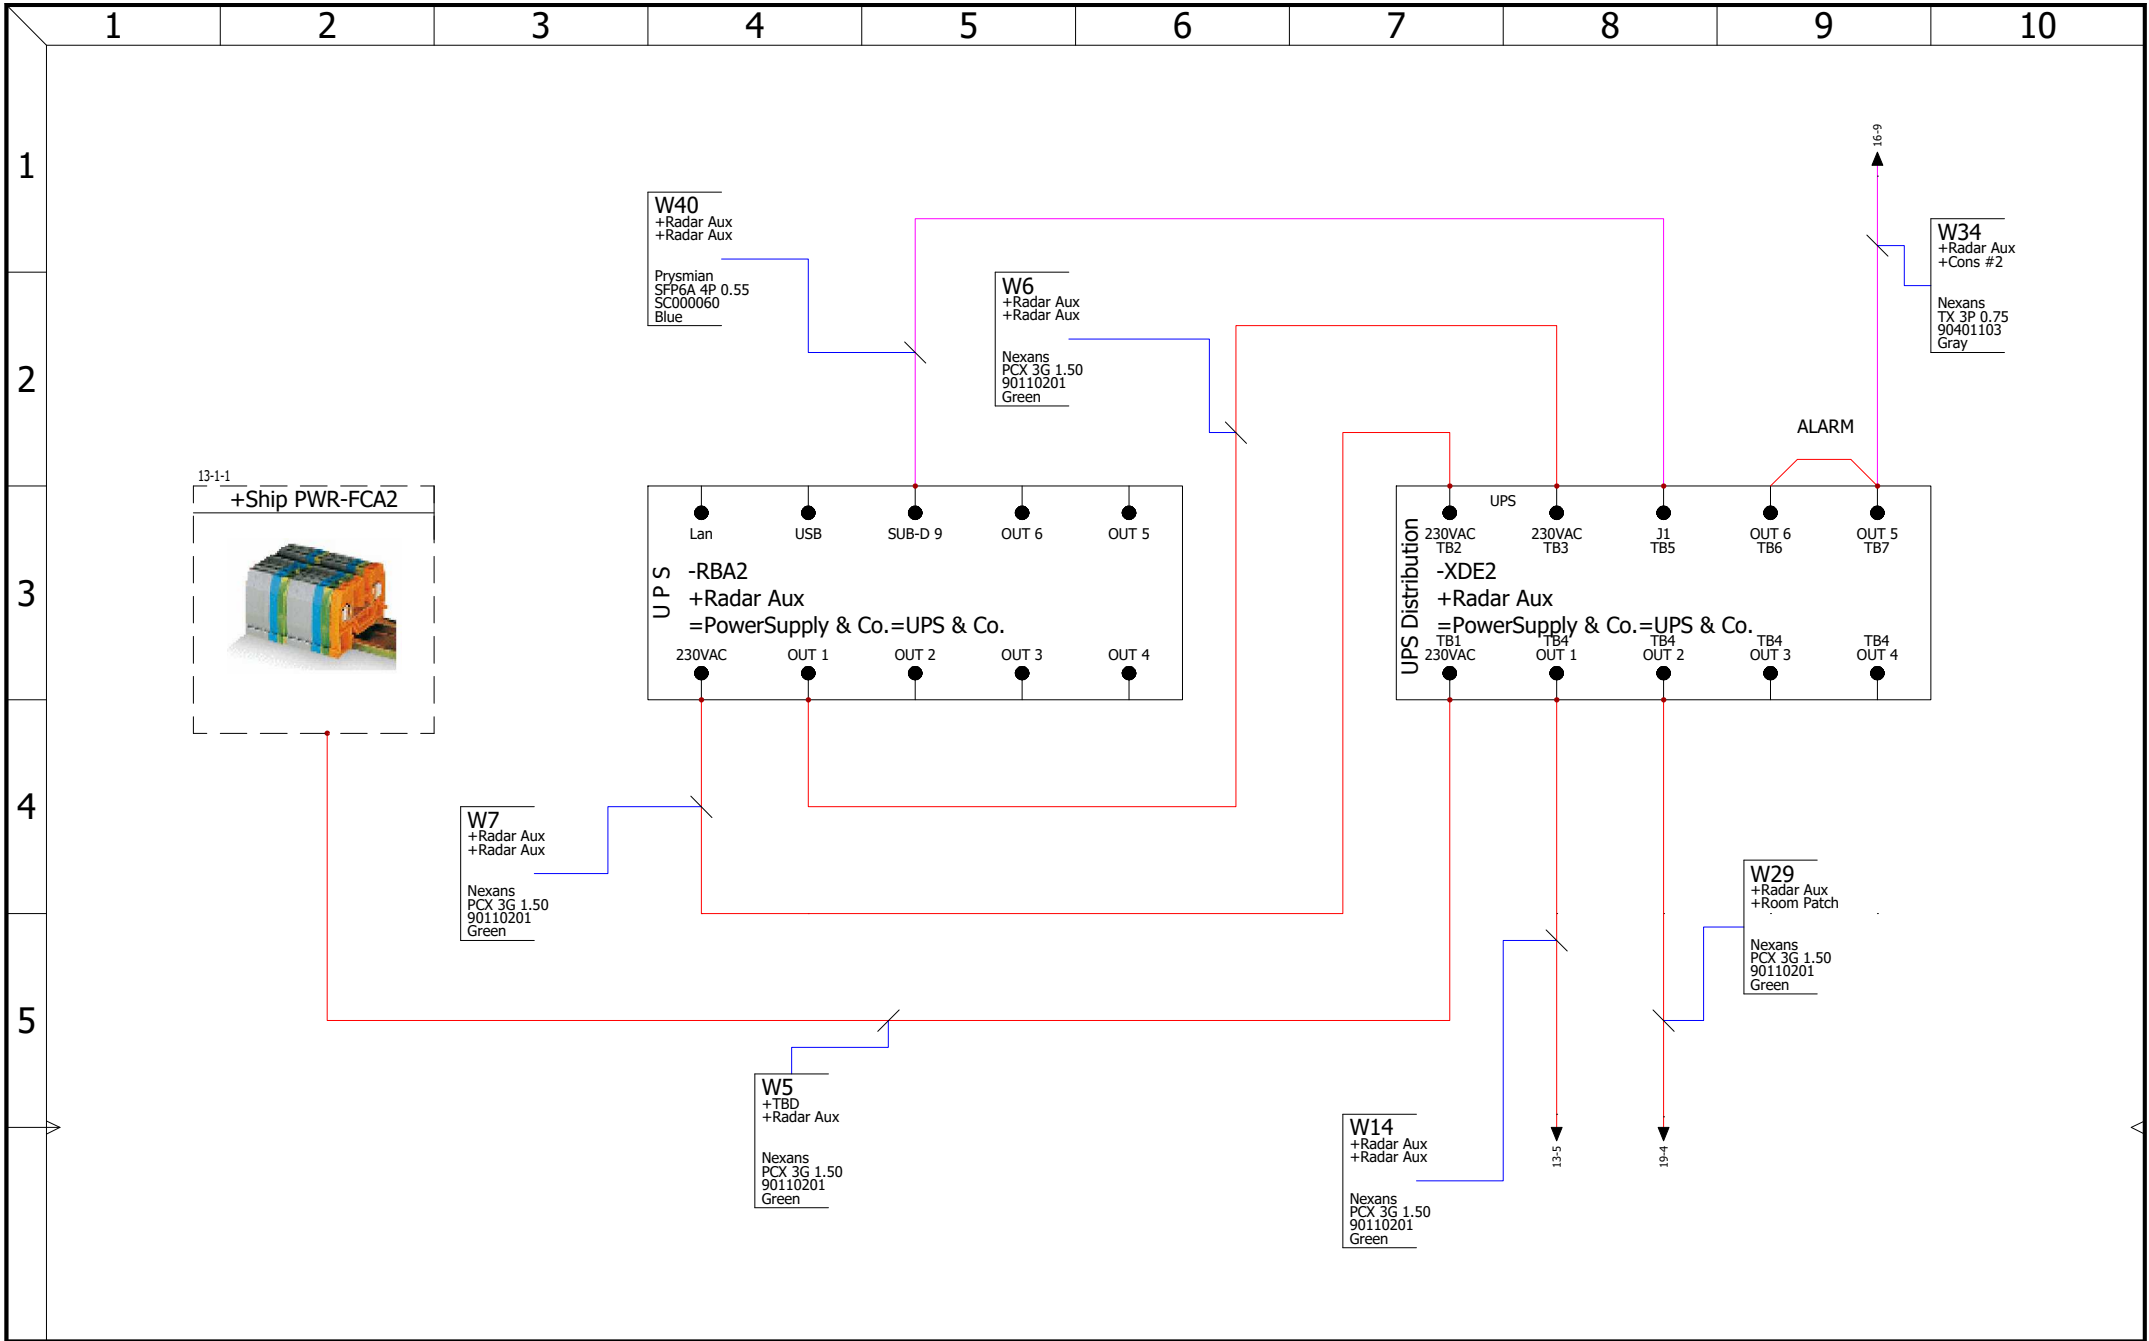 1 2 3 4 5 6 7 8 9 10
1
2
3
4
5
16-9
W40
+Radar Aux
+Radar Aux
Prysmian
SFP6A 4P 0.55
SC000060
Blue
W6
+Radar Aux
+Radar Aux
Nexans
PCX 3G 1.50
90110201
Green
W34
+Radar Aux
+Cons #2
Nexans
TX 3P 0.75
90401103
Gray
ALARM
13-1-1
+Ship PWR-FCA2
UPS
Lan USB SUB-D 9 OUT 6 OUT 5
-RBA2
+Radar Aux
=PowerSupply & Co.=UPS & Co.
230VAC OUT 1 OUT 2 OUT 3 OUT 4
UPS Distribution
UPS
230VAC 230VAC J1 OUT 6 OUT 5
TB2 TB3 TB5 TB6 TB7
-XDE2
+Radar Aux
=PowerSupply & Co.=UPS & Co.
TB1 TB4 TB4 TB4 TB4
230VAC OUT 1 OUT 2 OUT 3 OUT 4
W7
+Radar Aux
+Radar Aux
Nexans
PCX 3G 1.50
90110201
Green
W29
+Radar Aux
+Room Patch
Nexans
PCX 3G 1.50
90110201
Green
W5
+TBD
+Radar Aux
Nexans
PCX 3G 1.50
90110201
Green
W14
+Radar Aux
+Radar Aux
Nexans
PCX 3G 1.50
90110201
Green
13-5
19-4